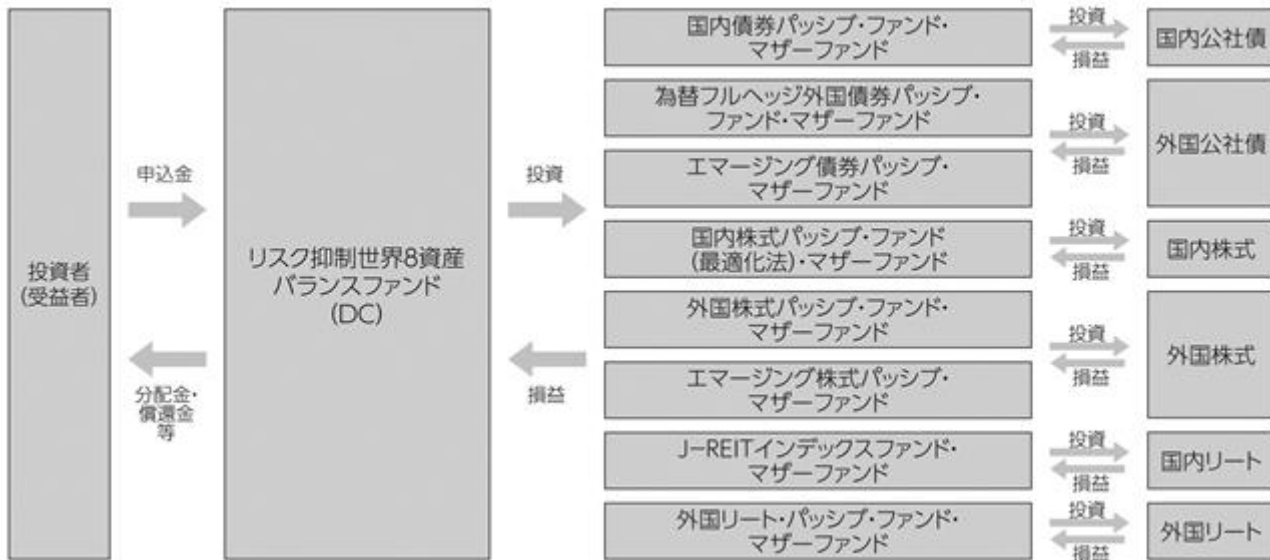 投資者
(受益者)
申込金
分配金・
償還金
等
リスク抑制世界8資産
バランスファンド
(DC)
投資
損益
国内債券パッシブ・ファンド・
マザーファンド
投資
損益
国内公社債
為替フルヘッジ外国債券パッシブ・
ファンド・マザーファンド
エマージング債券パッシブ・
マザーファンド
投資
損益
外国公社債
国内株式パッシブ・ファンド
(最適化法)・マザーファンド
投資
損益
国内株式
外国株式パッシブ・ファンド・
マザーファンド
エマージング株式パッシブ・
マザーファンド
投資
損益
外国株式
J-REITインデックスファンド・
マザーファンド
投資
損益
国内リート
外国リート・パッシブ・ファンド・
マザーファンド
投資
損益
外国リート